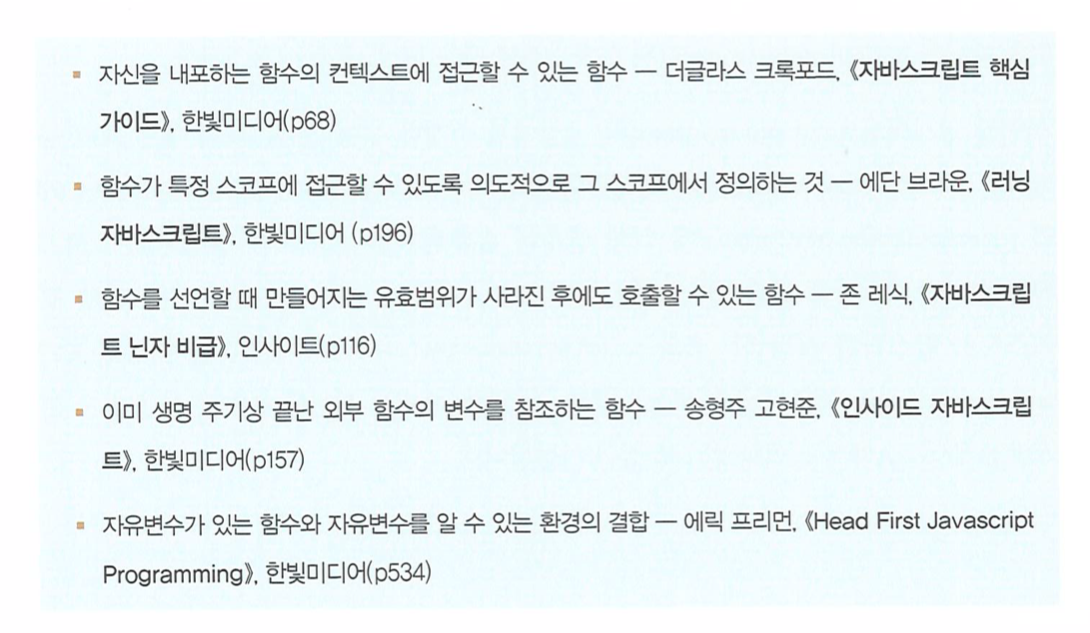 ▪ 자신을 내포하는 함수의 컨텍스트에 접근할 수 있는 함수 — 더글라스 크록포드, 《자바스크립트 핵심
가이드》, 한빛미디어(p68)
▪ 함수가 특정 스코프에 접근할 수 있도록 의도적으로 그 스코프에서 정의하는 것 — 에단 브라운, 《러닝
자바스크립트》, 한빛미디어 (p196)
▪ 함수를 선언할 때 만들어지는 유효범위가 사라진 후에도 호출할 수 있는 함수 — 존 레식, 《자바스크립
트 닌자 비급》, 인사이트(p116)
▪ 이미 생명 주기상 끝난 외부 함수의 변수를 참조하는 함수 — 송형주 고현준, 《인사이드 자바스크립
트》, 한빛미디어(p157)
▪ 자유변수가 있는 함수와 자유변수를 알 수 있는 환경의 결합 — 에릭 프리먼, 《Head First Javascript
Programming》, 한빛미디어(p534)